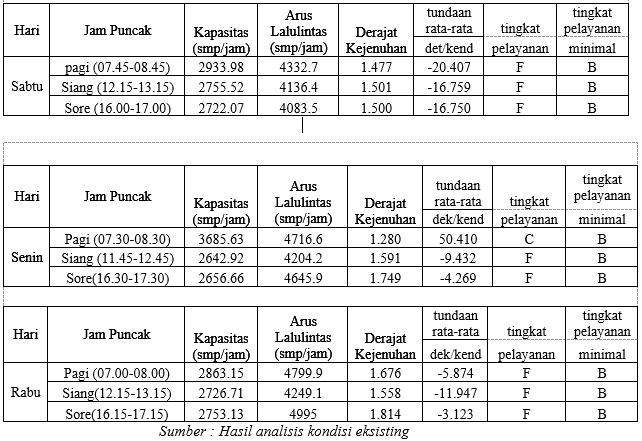 Hari | Jam Puncak | Kapasitas (smp/jam) | Arus Lalulintas (smp/jam) | Derajat Kejenuhan | tundaan rata-rata det/kend | tingkat pelayanan | tingkat pelayanan minimal
Sabtu | pagi (07.45-08.45) | 2933.98 | 4332.7 | 1.477 | -20.407 | F | B
Siang (12.15-13.15) | 2755.52 | 4136.4 | 1.501 | -16.759 | F | B
Sore (16.00-17.00) | 2722.07 | 4083.5 | 1.500 | -16.750 | F | B
Hari | Jam Puncak | Kapasitas (smp/jam) | Arus Lalulintas (smp/jam) | Derajat Kejenuhan | tundaan rata-rata dek/kend | tingkat pelayanan | tingkat pelayanan minimal
Senin | Pagi (07.30-08.30) | 3685.63 | 4716.6 | 1.280 | 50.410 | C | B
Siang (11.45-12.45) | 2642.92 | 4204.2 | 1.591 | -9.432 | F | B
Sore(16.30-17.30) | 2656.66 | 4645.9 | 1.749 | -4.269 | F | B
Hari | Jam Puncak | Kapasitas (smp/jam) | Arus Lalulintas (smp/jam) | Derajat Kejenuhan | tundaan rata-rata dek/kend | tingkat pelayanan | tingkat pelayanan minimal
Rabu | Pagi (07.00-08.00) | 2863.15 | 4799.9 | 1.676 | -5.874 | F | B
Siang(12.15-13.15) | 2726.71 | 4249.1 | 1.558 | -11.947 | F | B
Sore(16.15-17.15) | 2753.13 | 4995 | 1.814 | -3.123 | F | B
Sumber : Hasil analisis kondisi eksisting